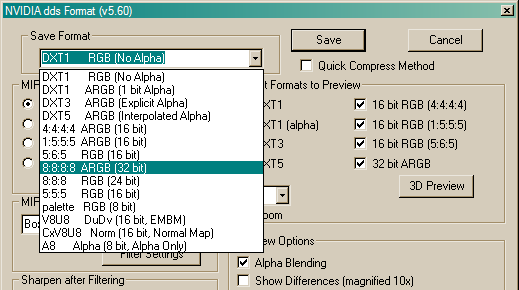 NVIDIA dds Format (v5.60)
Save Format
DXT1 RGB (No Alpha)
Save
Cancel
Quick Compress Method
DXT1 RGB (No Alpha)
DXT1 ARGB (1 bit Alpha)
DXT3 ARGB (Explicit Alpha)
DXT5 ARGB (Interpolated Alpha)
4:4:4:4 ARGB (16 bit)
1:5:5:5 ARGB (16 bit)
5:6:5 RGB (16 bit)
8:8:8:8 ARGB (32 bit)
8:8:8 RGB (24 bit)
5:5:5 RGB (16 bit)
palette RGB (8 bit)
V8U8 DuDv (16 bit, EMBM)
CxV8U8 Norm (16 bit, Normal Map)
A8 Alpha (8 bit, Alpha Only)
MIP
t Formats to Preview
XT1
16 bit RGB (4:4:4:4)
XT1 (alpha)
16 bit RGB (1:5:5:5)
XT3
16 bit RGB (5:6:5)
XT5
32 bit ARGB
3D Preview
MIP
Box
oom
Filter Settings
ew Options
Alpha Blending
Sharpen after Filtering
Show Differences (magnified 10x)